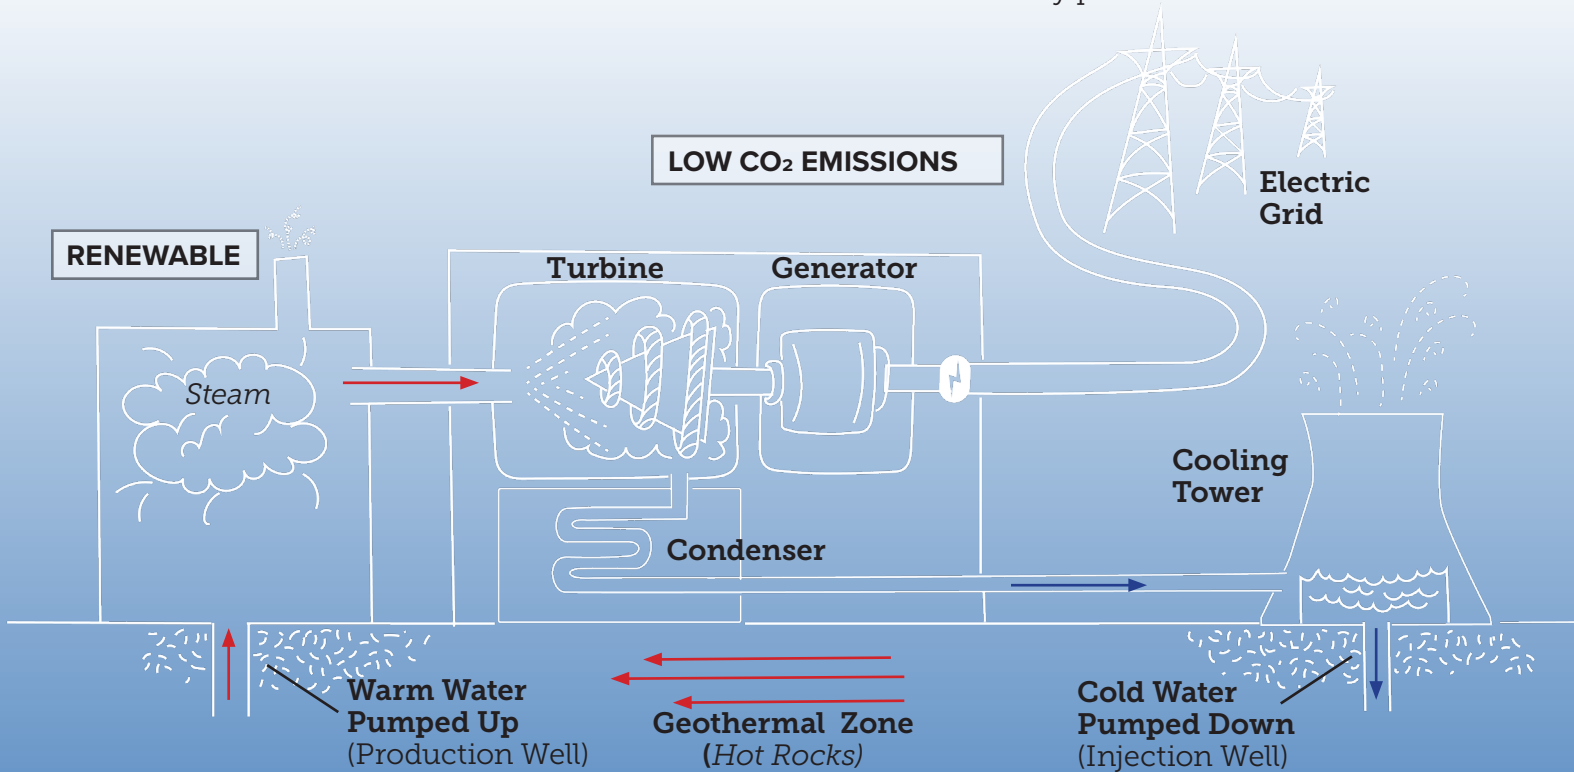 LOW CO₂ EMISSIONS
Electric
Grid
RENEWABLE
Turbine
Generator
Steam
Cooling
Tower
Condenser
Warm Water
Pumped Up
(Production Well)
Geothermal Zone
(Hot Rocks)
Cold Water
Pumped Down
(Injection Well)